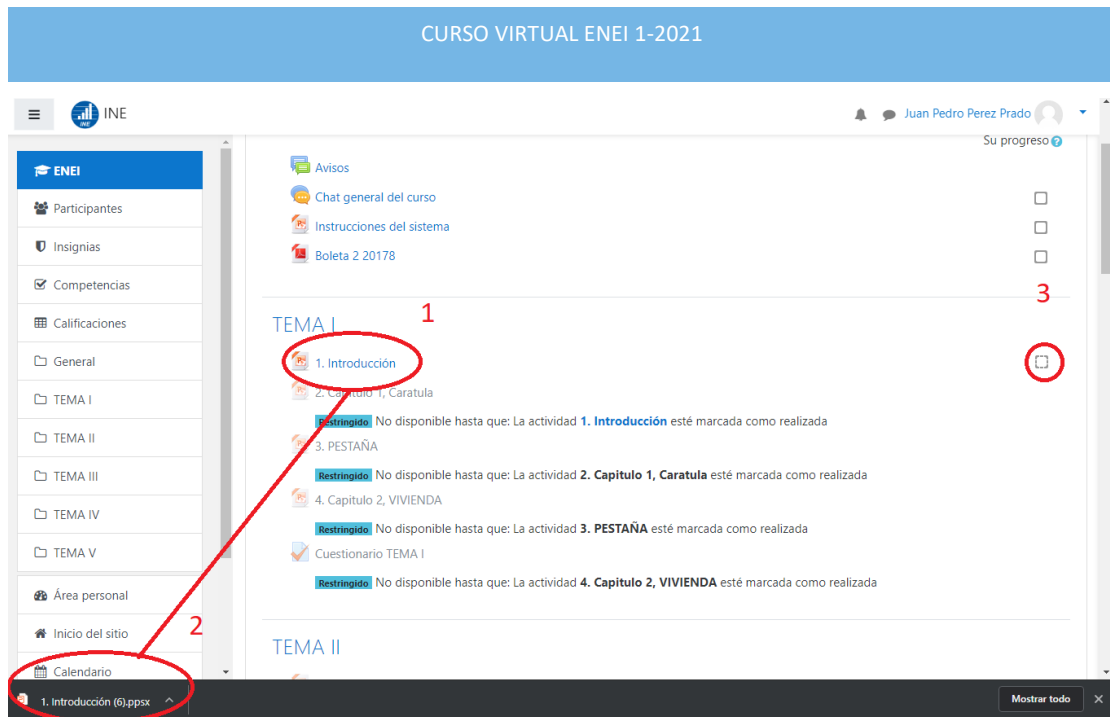 CURSO VIRTUAL ENEI 1-2021
INE
INE
Juan Pedro Perez Prado
Su progreso
ENEI
Participantes
Insignias
Competencias
Calificaciones
General
TEMA I
TEMA II
TEMA III
TEMA IV
TEMA V
Área personal
Inicio del sitio
Calendario
Avisos
Chat general del curso
Instrucciones del sistema
Boleta 2 20178
3
TEMA I
1
1. Introducción
2. Capitulo 1, Caratula
Restringido No disponible hasta que: La actividad 1. Introducción esté marcada como realizada
3. PESTAÑA
Restringido No disponible hasta que: La actividad 2. Capitulo 1, Caratula esté marcada como realizada
4. Capitulo 2, VIVIENDA
Restringido No disponible hasta que: La actividad 3. PESTAÑA esté marcada como realizada
Cuestionario TEMA I
Restringido No disponible hasta que: La actividad 4. Capitulo 2, VIVIENDA esté marcada como realizada
2
TEMA II
1. Introducción (6).ppsx
Mostrar todo